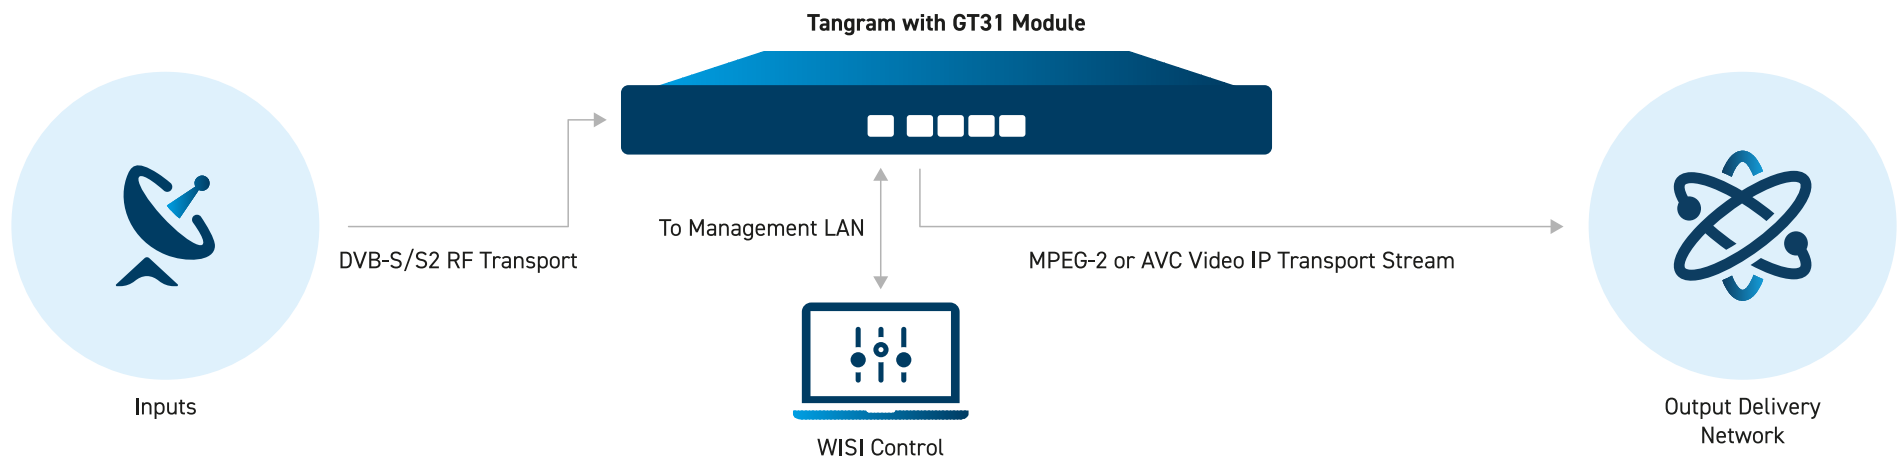 Tangram with GT31 Module
To Management LAN
DVB-S/S2 RF Transport
MPEG-2 or AVC Video IP Transport Stream
Inputs
WISI Control
Output Delivery
Network